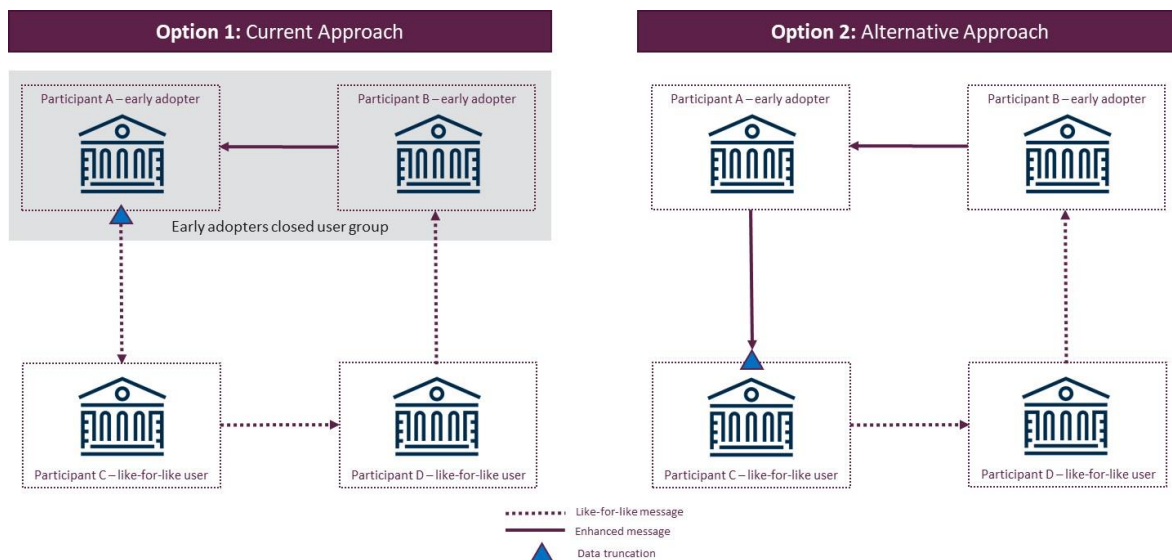 Option 1: Current Approach
Participant A – early adopter
Participant B – early adopter
Early adopters closed user group
Participant C – like-for-like user
Participant D – like-for-like user
Option 2: Alternative Approach
Participant A – early adopter
Participant B – early adopter
Participant C – like-for-like user
Participant D – like-for-like user
Like-for-like message
Enhanced message
Data truncation